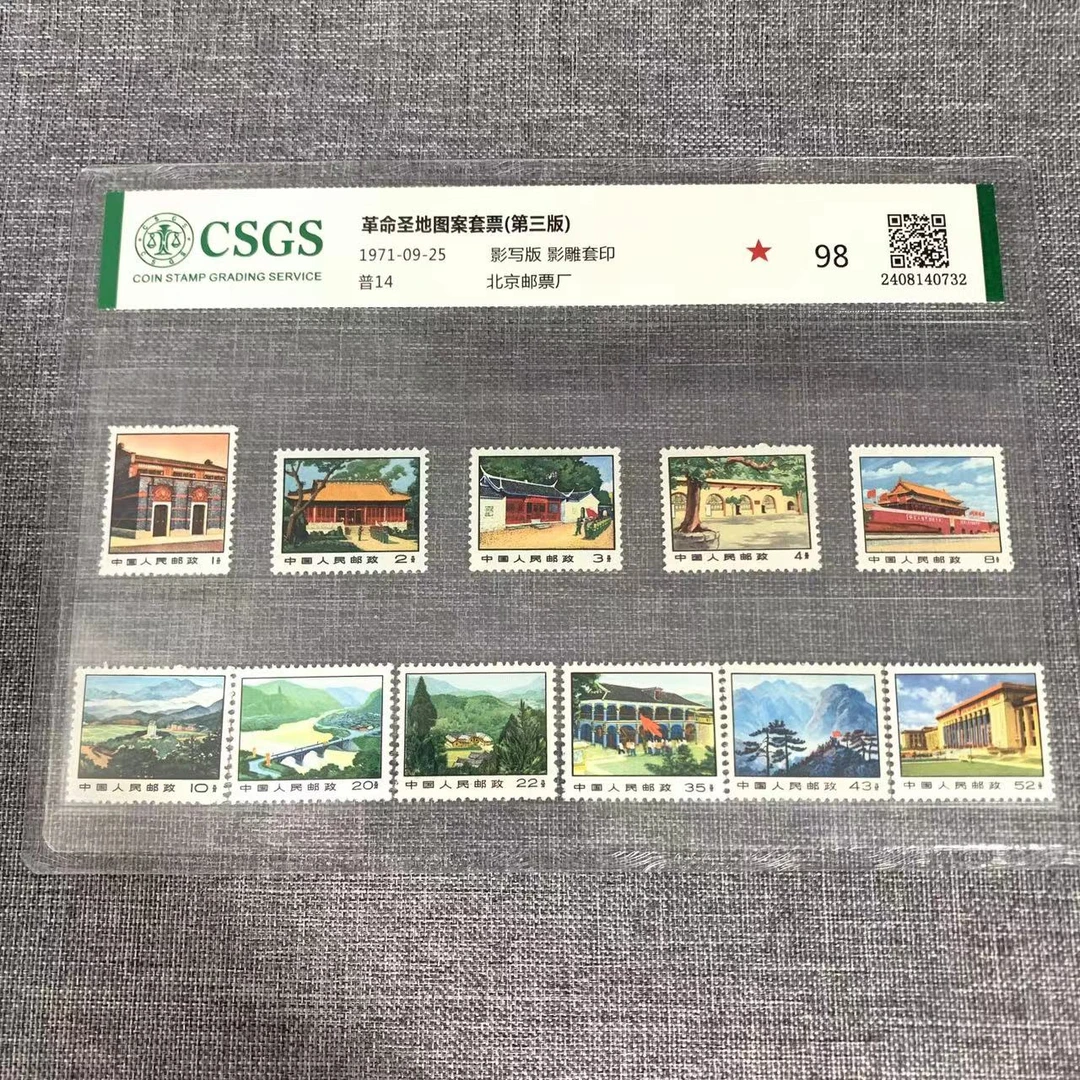 CSGS
COIN STAMP GRADING SERVICE
革命圣地图案套票(第三版)
1971-09-25 影写版 影雕套印
普14 北京邮票厂
★ 98
2408140732
中国人民邮政 1分
中国人民邮政 2分
中国人民邮政 3分
中国人民邮政 4分
中国人民邮政 8分
中国人民邮政 10分
中国人民邮政 20分
中国人民邮政 22分
中国人民邮政 35分
中国人民邮政 43分
中国人民邮政 52分